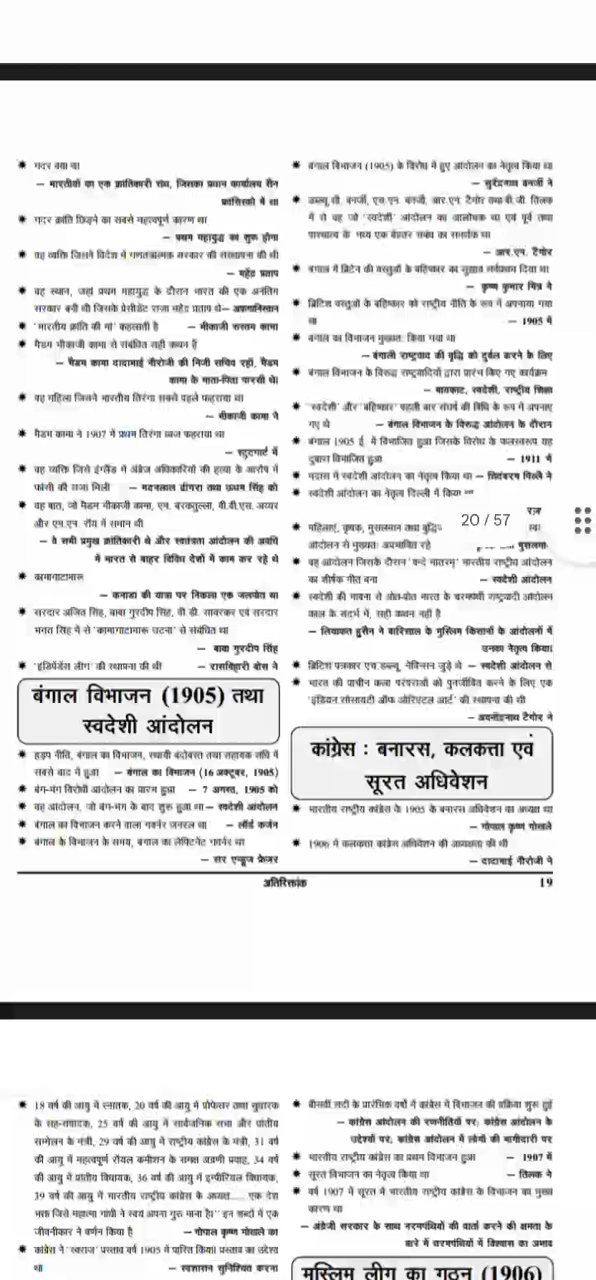 * गदर क्या था
– भारतीयों का एक क्रांतिकारी संघ, जिसका प्रधान कार्यालय सैन
फ्रांसिस्को में था
* गदर क्रांति छिड़ने का सबसे महत्वपूर्ण कारण था
– प्रथम महायुद्ध का शुरू होना
* वह व्यक्ति जिसने विदेश में गणतंत्रात्मक सरकार की संस्थापना की थी
– महेंद्र प्रताप
* वह स्थान, जहां प्रथम महायुद्ध के दौरान भारत की एक अनंतिम
सरकार बनी थी जिसके प्रेसीडेंट राजा महेंद्र प्रताप थे– अफगानिस्तान
* 'भारतीय क्रांति की मां' कहलाती है – भीकाजी रुस्तम कामा
* मैडम भीकाजी कामा से संबंधित सही कथन हैं
– मैडम कामा दादाभाई नौरोजी की निजी सचिव रहीं, मैडम
कामा के माता-पिता पारसी थे।
* वह महिला जिसने भारतीय तिरंगा सबसे पहले फहराया था
– भीकाजी कामा ने
* मैडम कामा ने 1907 में प्रथम तिरंगा ध्वज फहराया था
– स्टुटगार्ट में
* वह व्यक्ति जिसे इंग्लैंड में अंग्रेज अधिकारियों की हत्या के आरोप में
फांसी की सजा मिली – मदनलाल ढींगरा तथा ऊधम सिंह को
* वह बात, जो मैडम भीकाजी कामा, एम. बरकतुल्ला, वी.वी.एस. अय्यर
और एम.एन. रॉय में समान थी
– वे सभी प्रमुख क्रांतिकारी थे और स्वतंत्रता आंदोलन की अवधि
में भारत से बाहर विविध देशों में काम कर रहे थे
* कामागाटामारू
– कनाडा की यात्रा पर निकला एक जलपोत था
* सरदार अजित सिंह, बाबा गुरदीप सिंह, वी. डी. सावरकर एवं सरदार
भगत सिंह में से 'कामागाटामारू घटना' से संबंधित था
– बाबा गुरदीप सिंह
* 'इंडिपेंडेंस लीग' की स्थापना की थी – रासबिहारी बोस ने
बंगाल विभाजन (1905) तथा
स्वदेशी आंदोलन
* हड़प नीति, बंगाल का विभाजन, स्थायी बंदोबस्त तथा सहायक संधि में
सबसे बाद में हुआ – बंगाल का विभाजन (16 अक्टूबर, 1905)
* बंग-भंग विरोधी आंदोलन का प्रारंभ हुआ – 7 अगस्त, 1905 को
* वह आंदोलन, जो बंग-भंग के बाद शुरू हुआ था – स्वदेशी आंदोलन
* बंगाल का विभाजन करने वाला गवर्नर जनरल था – लॉर्ड कर्जन
* बंगाल के विभाजन के समय, बंगाल का लेफ्टिनेंट गवर्नर था
– सर एन्ड्रूज फ्रेजर
* बंगाल विभाजन (1905) के विरोध में हुए आंदोलन का नेतृत्व किया था
– सुरेंद्रनाथ बनर्जी ने
* डब्ल्यू.सी. बनर्जी, एस.एन. बनर्जी, आर.एन. टैगोर तथा बी.जी. तिलक
में से वह जो 'स्वदेशी' आंदोलन का आलोचक था एवं पूर्व तथा
पाश्चात्य के मध्य एक बेहतर संबंध का समर्थक था
– आर.एन. टैगोर
* बंगाल में ब्रिटेन की वस्तुओं के बहिष्कार का सुझाव सर्वप्रथम दिया था
– कृष्ण कुमार मित्र ने
* ब्रिटिश वस्तुओं के बहिष्कार को राष्ट्रीय नीति के रूप में अपनाया गया
था – 1905 में
* बंगाल का विभाजन मुख्यतः किया गया था
– बंगाली राष्ट्रवाद की वृद्धि को दुर्बल करने के लिए
* बंगाल विभाजन के विरुद्ध राष्ट्रवादियों द्वारा प्रारंभ किए गए कार्यक्रम
– बायकाट, स्वदेशी, राष्ट्रीय शिक्षा
* 'स्वदेशी' और 'बहिष्कार' पहली बार संघर्ष की विधि के रूप में अपनाए
गए थे – बंगाल विभाजन के विरुद्ध आंदोलन के दौरान
* बंगाल 1905 ई. में विभाजित हुआ जिसके विरोध के फलस्वरूप यह
दुबारा विभाजित हुआ – 1911 में
* मद्रास में स्वदेशी आंदोलन का नेतृत्व किया था – चिदंबरम पिल्लै ने
* स्वदेशी आंदोलन का नेतृत्व दिल्ली में
20 / 57
* महिलाएं, कृषक, मुसलमान तथा
आंदोलन से मुख्यतः अप्रभावित रहे
* वह आंदोलन जिसके दौरान 'वन्दे मातरम्' भारतीय राष्ट्रीय आंदोलन
का शीर्षक गीत बना – स्वदेशी आंदोलन
* स्वदेशी की भावना से ओत-प्रोत भारत के चरमपंथी राष्ट्रवादी आंदोलन
काल के संदर्भ में, सही कथन नहीं है
– लियाकत हुसैन ने बारिसाल के मुस्लिम किसानों के आंदोलनों में
उनका नेतृत्व किया।
* ब्रिटिश पत्रकार एच.डब्ल्यू. नेविन्सन जुड़े थे – स्वदेशी आंदोलन से
* भारत की प्राचीन कला परंपराओं को पुनर्जीवित करने के लिए एक
'इंडियन सोसायटी ऑफ ओरिएंटल आर्ट' की स्थापना की थी
– अवनींद्रनाथ टैगोर ने
कांग्रेस : बनारस, कलकत्ता एवं
सूरत अधिवेशन
* भारतीय राष्ट्रीय कांग्रेस के 1905 के बनारस अधिवेशन का अध्यक्ष था
– गोपाल कृष्ण गोखले
* 1906 में कलकत्ता कांग्रेस अधिवेशन की अध्यक्षता की थी
– दादाभाई नौरोजी ने
अतिरिक्तांक 19
* 18 वर्ष की आयु में स्नातक, 20 वर्ष की आयु में प्रोफेसर तथा सुधारक
के सह-संपादक, 25 वर्ष की आयु में सार्वजनिक सभा और प्रांतीय
सम्मेलन के मंत्री, 29 वर्ष की आयु में राष्ट्रीय कांग्रेस के मंत्री, 31 वर्ष
की आयु में महत्वपूर्ण रॉयल कमीशन के समक्ष अग्रणी प्रवाह, 34 वर्ष
में प्रांतीय विधायक, 36 वर्ष की आयु में इम्पीरियल विधायक,
39 वर्ष की आयु में भारतीय राष्ट्रीय कांग्रेस के अध्यक्ष..... एक देश
भक्त जिसे महात्मा गांधी ने स्वयं अपना गुरु माना है।" इन शब्दों में एक
जीवनीकार ने वर्णन किया है – गोपाल कृष्ण गोखले का
* कांग्रेस ने 'स्वराज' प्रस्ताव वर्ष 1905 में पारित किया। प्रस्ताव का उद्देश्य
था – स्वशासन सुनिश्चित करना
* बीसवीं सदी के प्रारंभिक वर्षों में कांग्रेस में विभाजन की प्रक्रिया शुरू हुई
– कांग्रेस आंदोलन की रणनीतियों पर; कांग्रेस आंदोलन के
उद्देश्यों पर; कांग्रेस आंदोलन में लोगों की भागीदारी पर
* भारतीय राष्ट्रीय कांग्रेस का प्रथम विभाजन हुआ – 1907 में
* सूरत विभाजन का नेतृत्व किया था – तिलक ने
* वर्ष 1907 में सूरत में भारतीय राष्ट्रीय कांग्रेस के विभाजन का मुख्य
कारण था
– अंग्रेजी सरकार के साथ नरमपंथियों की वार्ता करने की क्षमता के
बारे में चरमपंथियों में विश्वास का अभाव
मुस्लिम लीग का गठन (1906)